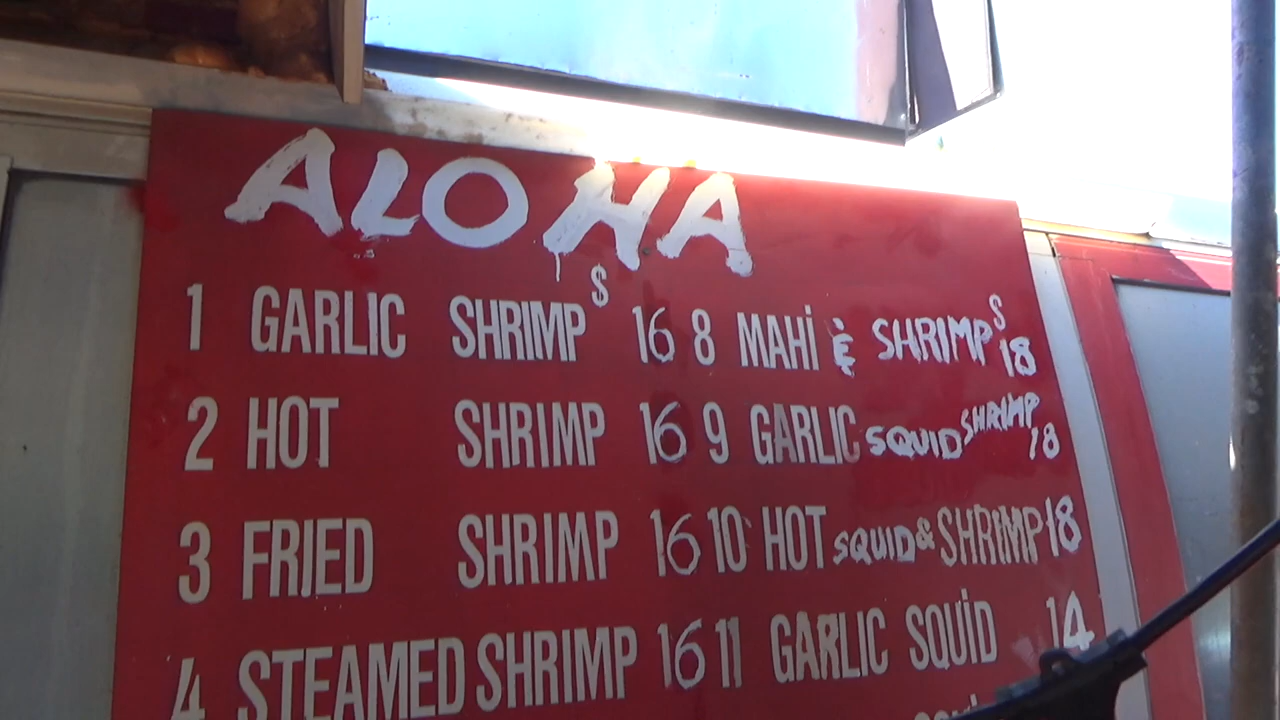 ALOHA
1 GARLIC SHRIMP $16 8 MAHi & SHRIMP $18
2 HOT SHRIMP 16 9 GARLIC SQUID SHRIMP 18
3 FRIED SHRIMP 16 10 HOT SQUID & SHRIMP 18
4 STEAMED SHRIMP 16 11 GARLIC SQUiD 14